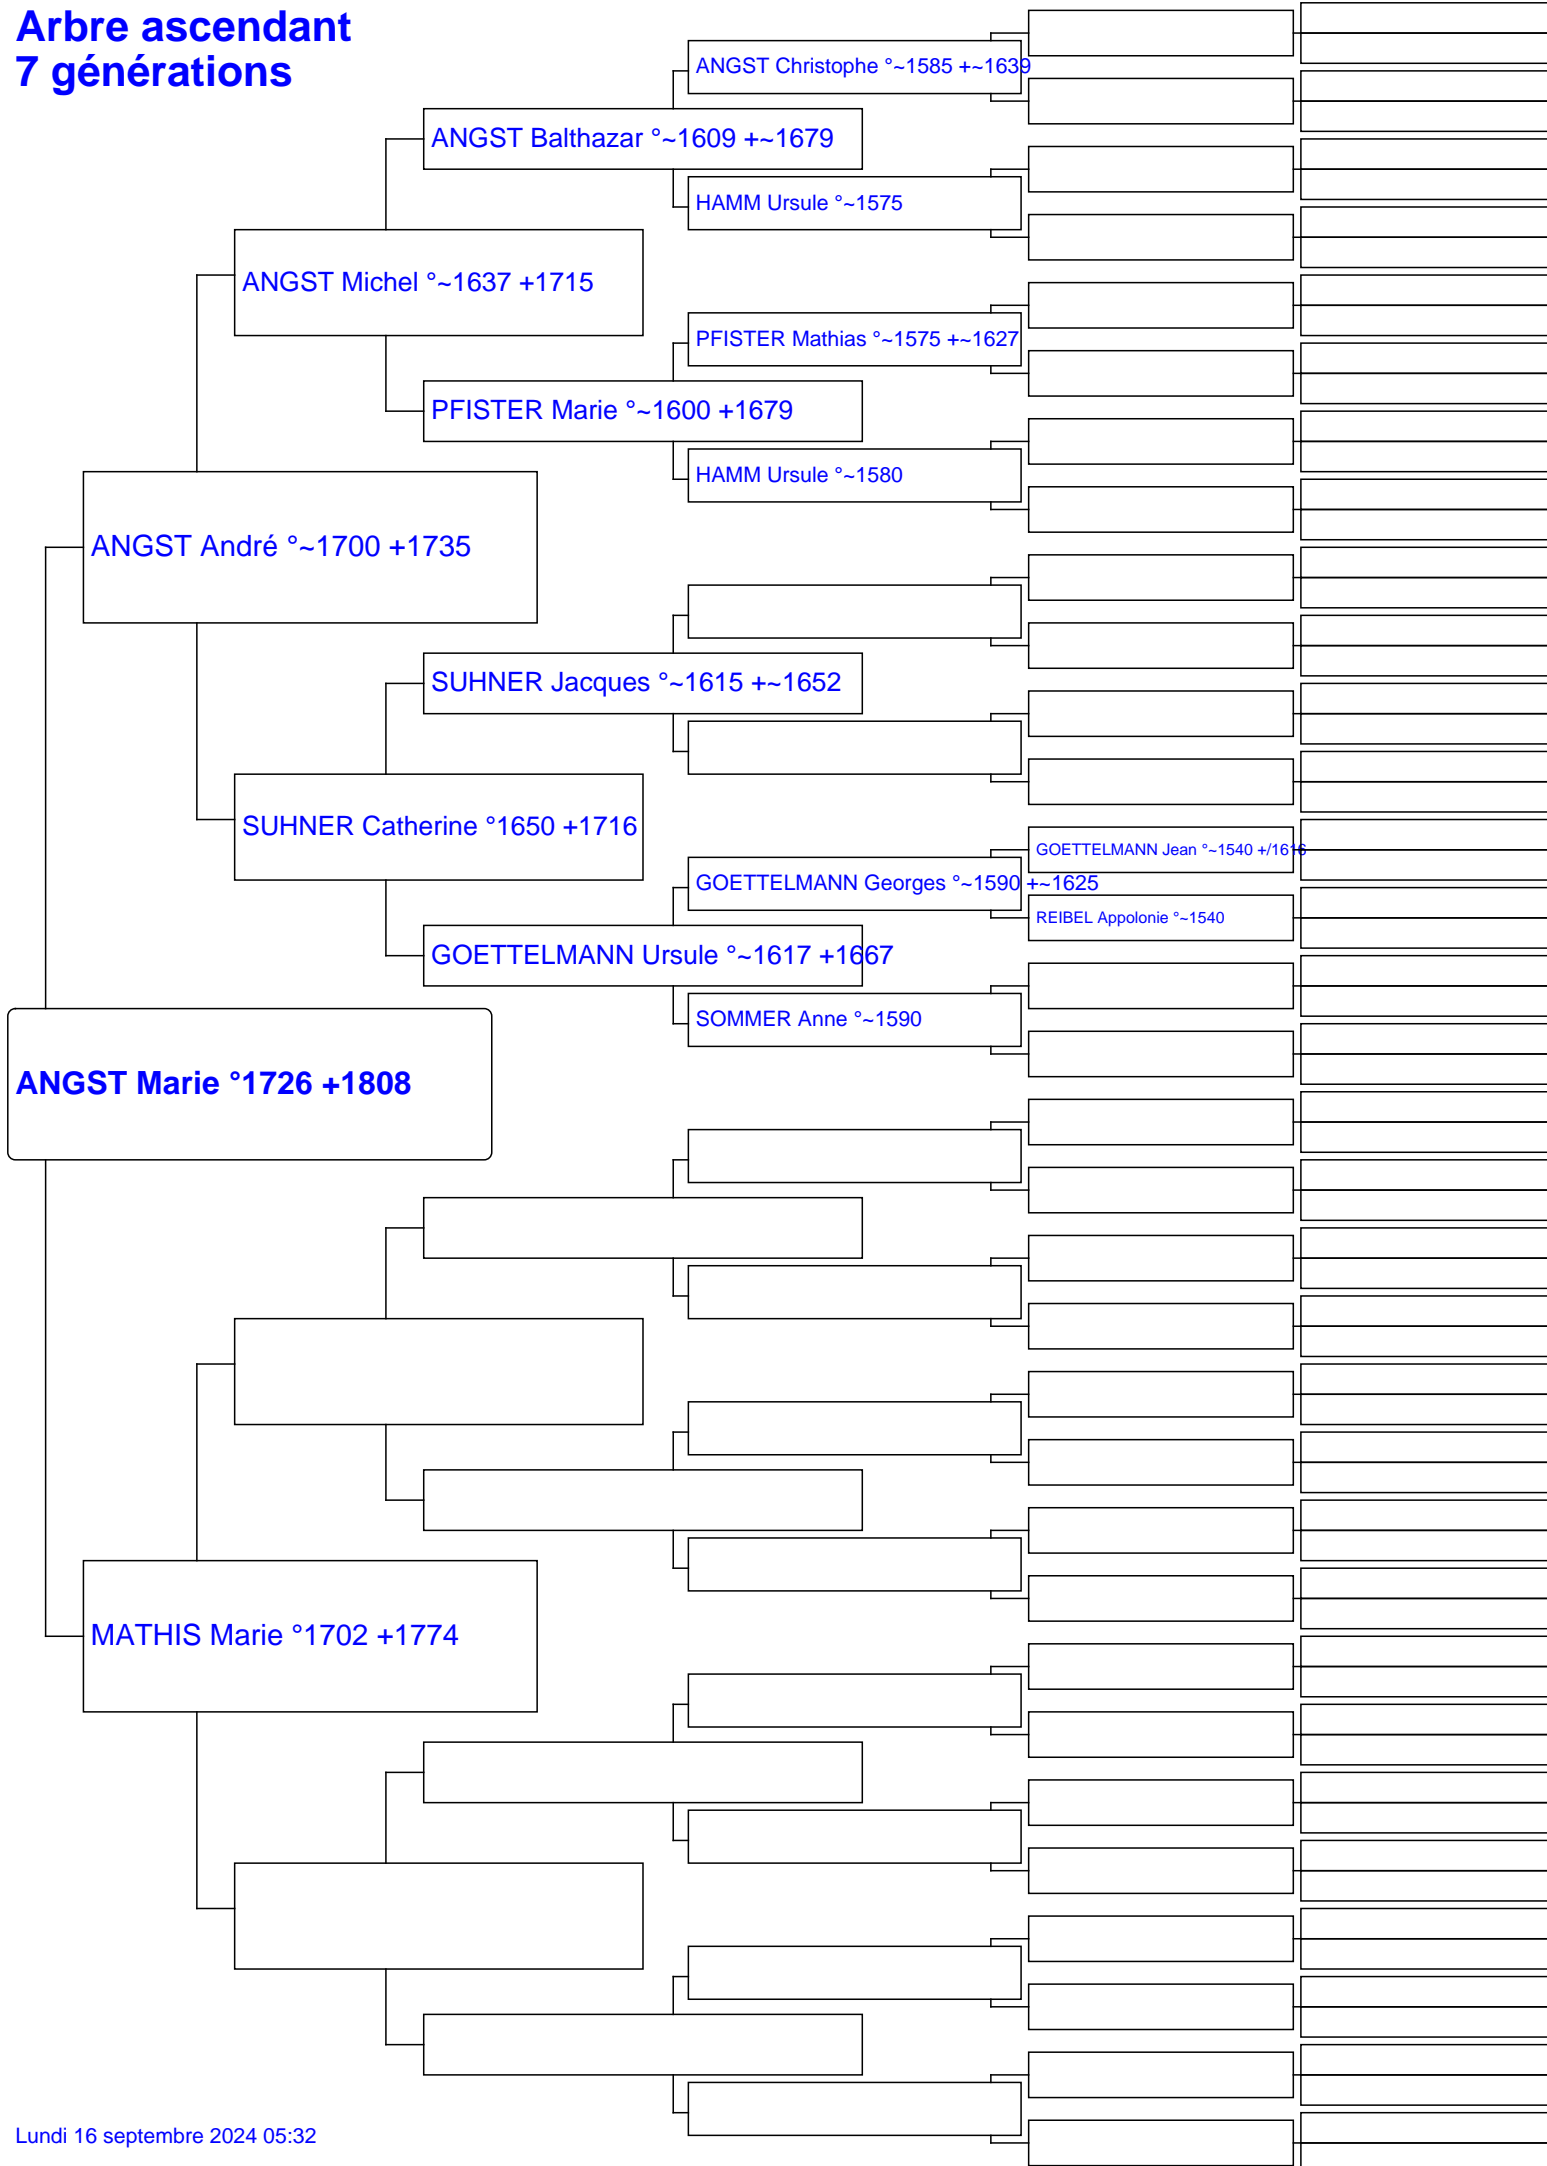 Arbre ascendant
7 générations
ANGST Christophe °~1585 +~1639
ANGST Balthazar °~1609 +~1679
HAMM Ursule °~1575
ANGST Michel °~1637 +1715
PFISTER Mathias °~1575 +~1627
PFISTER Marie °~1600 +1679
HAMM Ursule °~1580
ANGST André °~1700 +1735
SUHNER Jacques °~1615 +~1652
SUHNER Catherine °1650 +1716
GOETTELMANN Jean °~1540 +/1616
GOETTELMANN Georges °~1590 +~1625
REIBEL Appolonie °~1540
GOETTELMANN Ursule °~1617 +1667
SOMMER Anne °~1590
ANGST Marie °1726 +1808
MATHIS Marie °1702 +1774
Lundi 16 septembre 2024 05:32